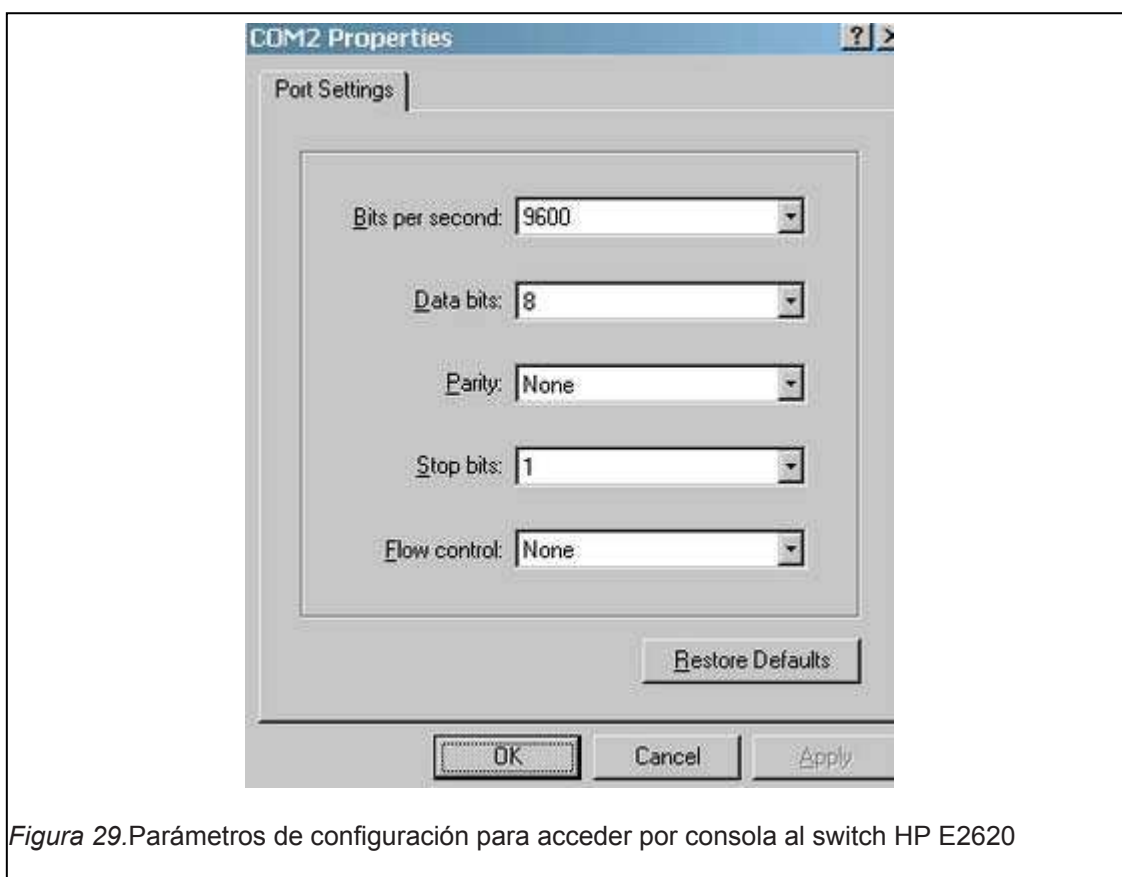 COM2 Properties
Port Settings
Bits per second: 9600
Data bits: 8
Parity: None
Stop bits: 1
Flow control: None
Restore Defaults
OK Cancel Apply
Figura 29.Parámetros de configuración para acceder por consola al switch HP E2620